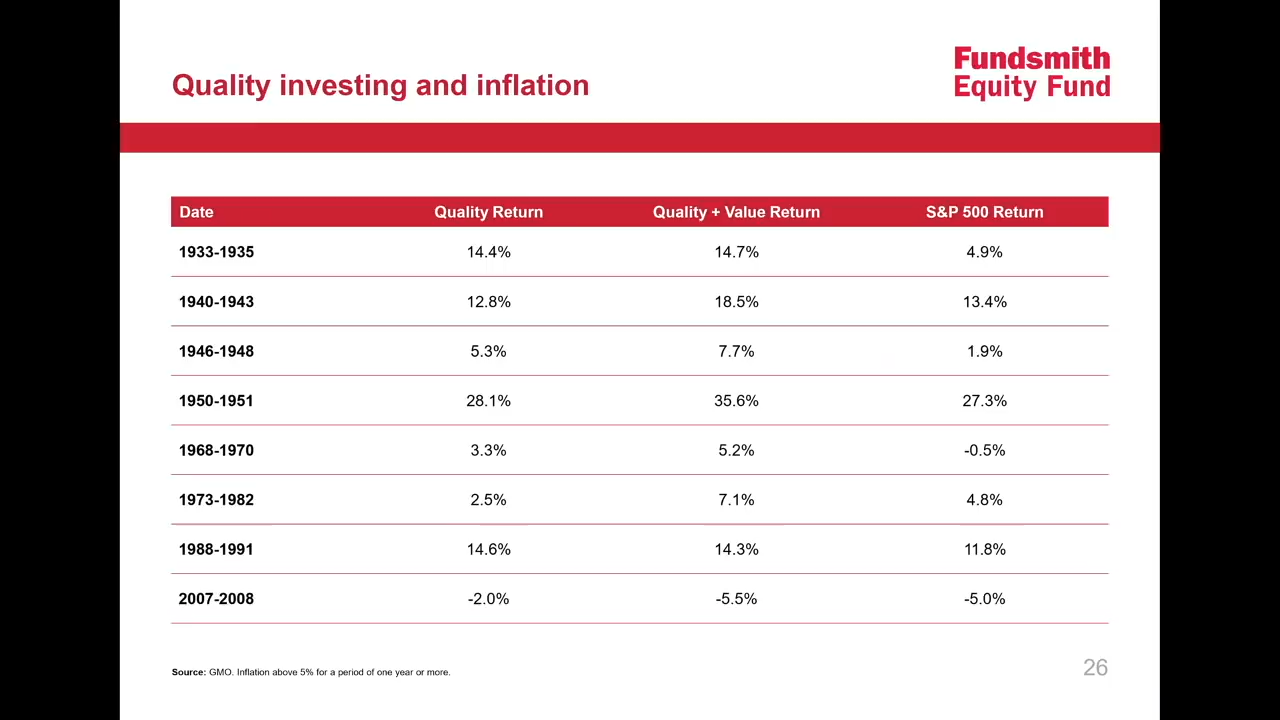 Fundsmith
Equity Fund
Quality investing and inflation
Date Quality Return Quality + Value Return S&P 500 Return
1933-1935 14.4% 14.7% 4.9%
1940-1943 12.8% 18.5% 13.4%
1946-1948 5.3% 7.7% 1.9%
1950-1951 28.1% 35.6% 27.3%
1968-1970 3.3% 5.2% -0.5%
1973-1982 2.5% 7.1% 4.8%
1988-1991 14.6% 14.3% 11.8%
2007-2008 -2.0% -5.5% -5.0%
Source: GMO. Inflation above 5% for a period of one year or more.
26